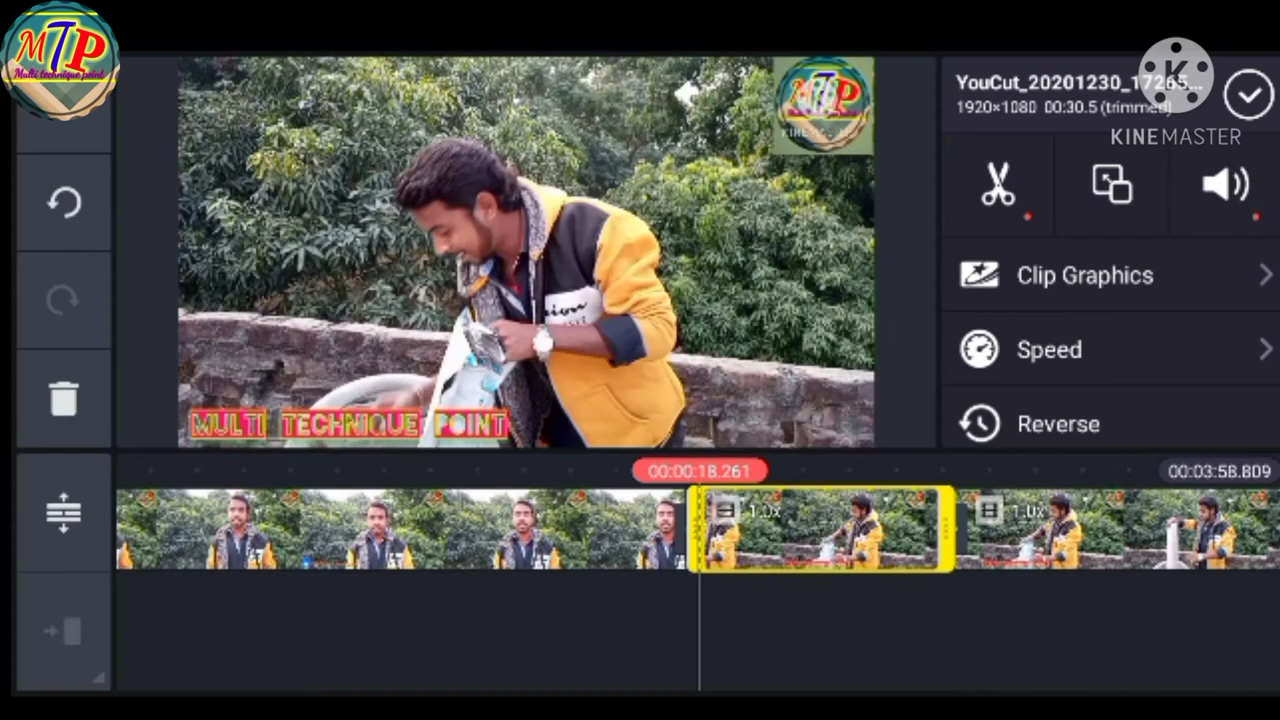 MTP
Multi technique point
MTP
YouCut_20201230_17265...
1920×1080 00:30.5 (trimmed)
KINEMASTER
Clip Graphics
Speed
Reverse
MULTI TECHNIQUE POINT
00:00:18.261
00:03:58.809
1.0x
1.0x